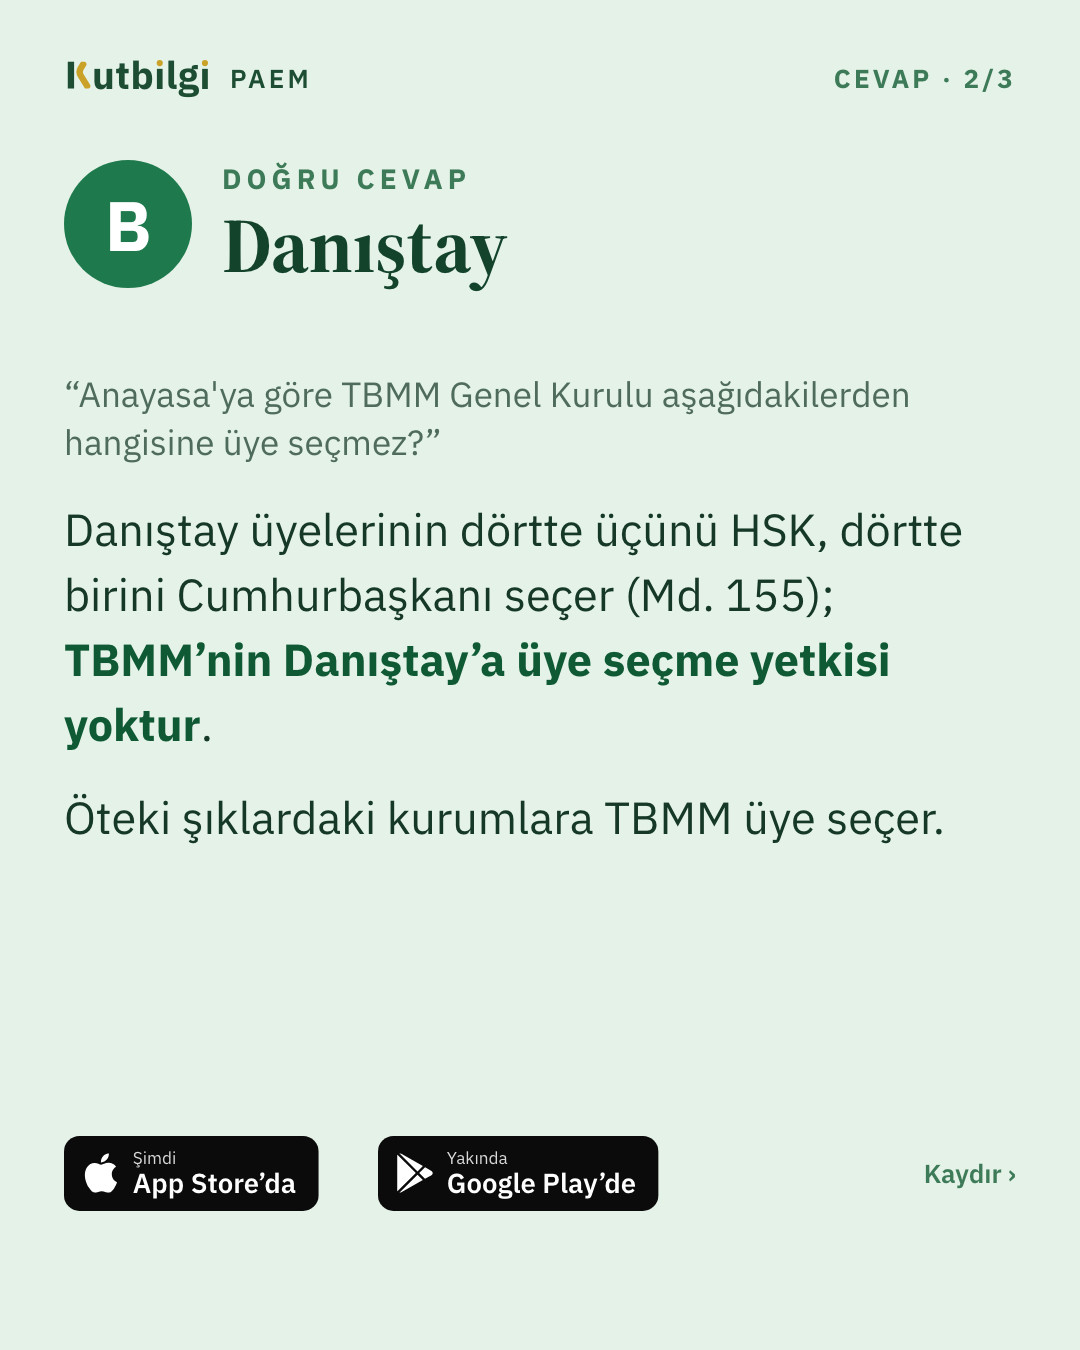 Kutbilgi PAEM
CEVAP · 2/3
B
DOĞRU CEVAP
Danıştay
“Anayasa'ya göre TBMM Genel Kurulu aşağıdakilerden
hangisine üye seçmez?”
Danıştay üyelerinin dörtte üçünü HSK, dörtte
birini Cumhurbaşkanı seçer (Md. 155);
TBMM’nin Danıştay’a üye seçme yetkisi
yoktur.
Öteki şıklardaki kurumlara TBMM üye seçer.
Şimdi
App Store’da
Yakında
Google Play’de
Kaydır ›